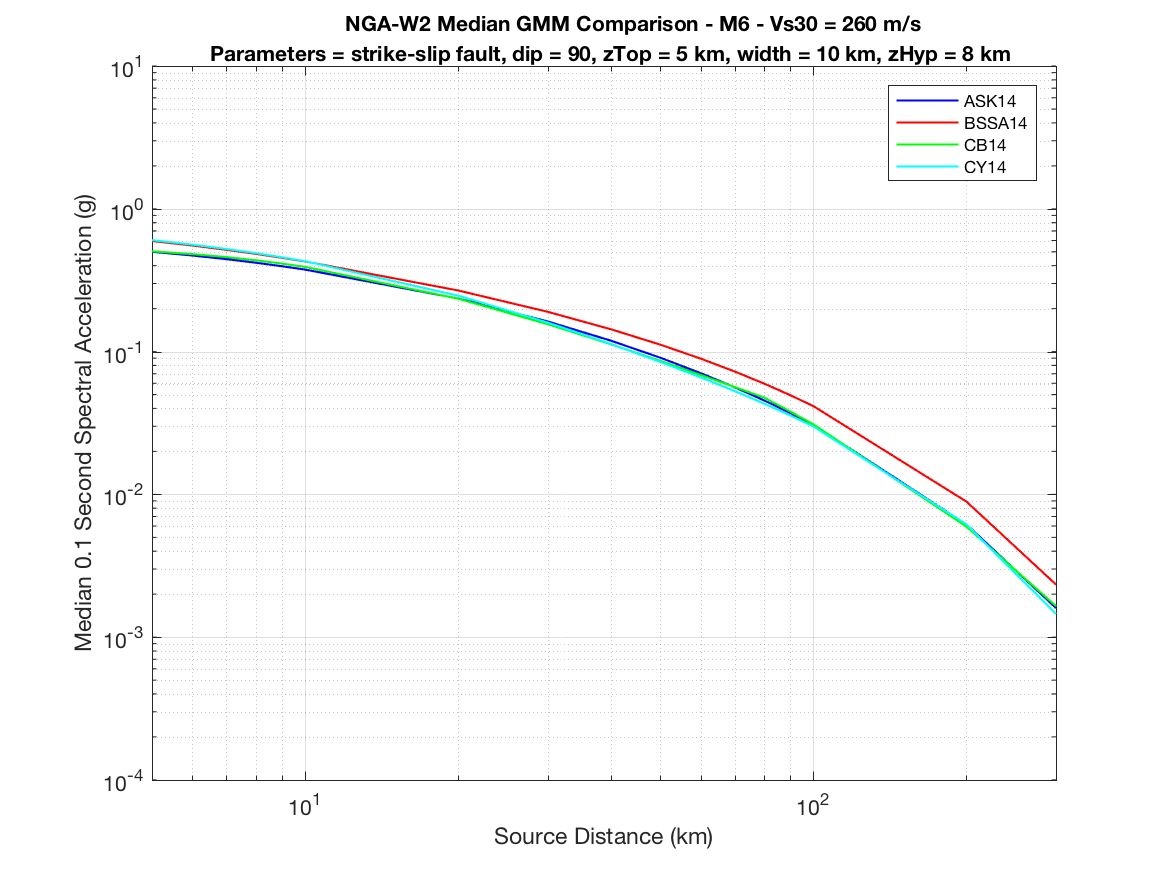 NGA-W2 Median GMM Comparison - M6 - Vs30 = 260 m/s
Parameters = strike-slip fault, dip = 90, zTop = 5 km, width = 10 km, zHyp = 8 km
ASK14
BSSA14
CB14
CY14
Median 0.1 Second Spectral Acceleration (g)
10^1
10^0
10^-1
10^-2
10^-3
10^-4
10^1
10^2
Source Distance (km)